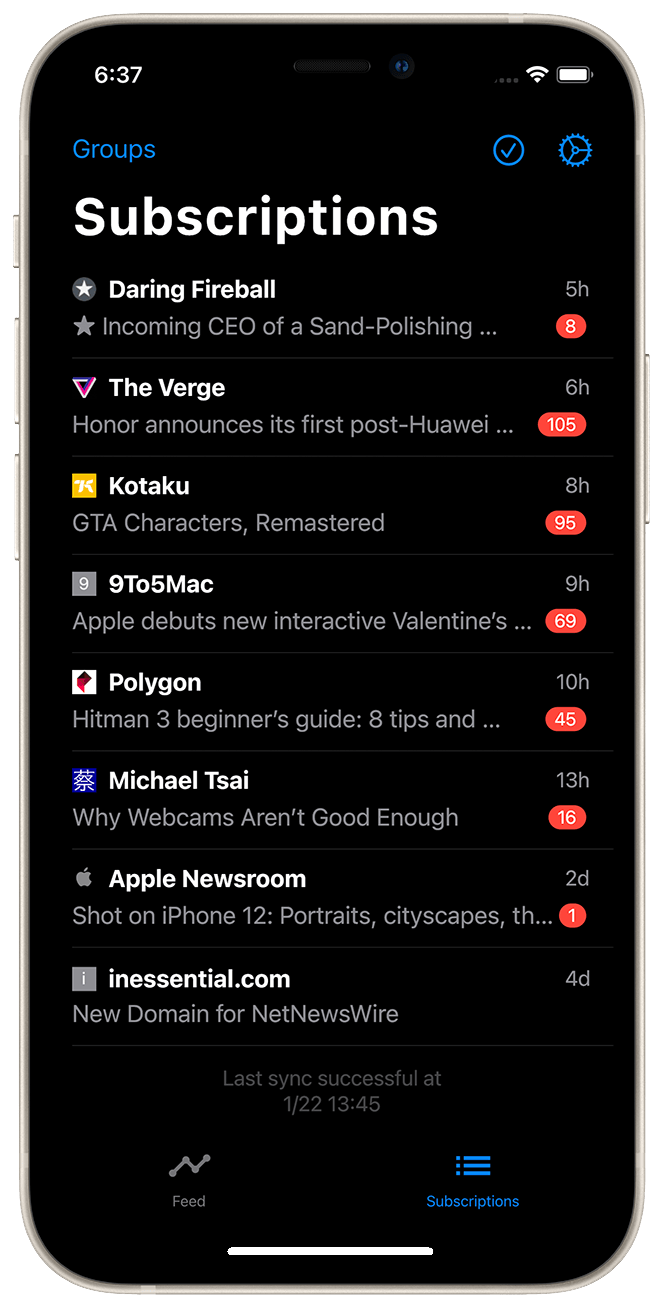 6:37
Groups
Subscriptions
Daring Fireball 5h
★ Incoming CEO of a Sand-Polishing ... 8
The Verge 6h
Honor announces its first post-Huawei ... 105
Kotaku 8h
GTA Characters, Remastered 95
9 9To5Mac 9h
Apple debuts new interactive Valentine’s ... 69
Polygon 10h
Hitman 3 beginner’s guide: 8 tips and ... 45
蔡 Michael Tsai 13h
Why Webcams Aren’t Good Enough 16
Apple Newsroom 2d
Shot on iPhone 12: Portraits, cityscapes, th... 1
i inessential.com 4d
New Domain for NetNewsWire
Last sync successful at
1/22 13:45
Feed Subscriptions